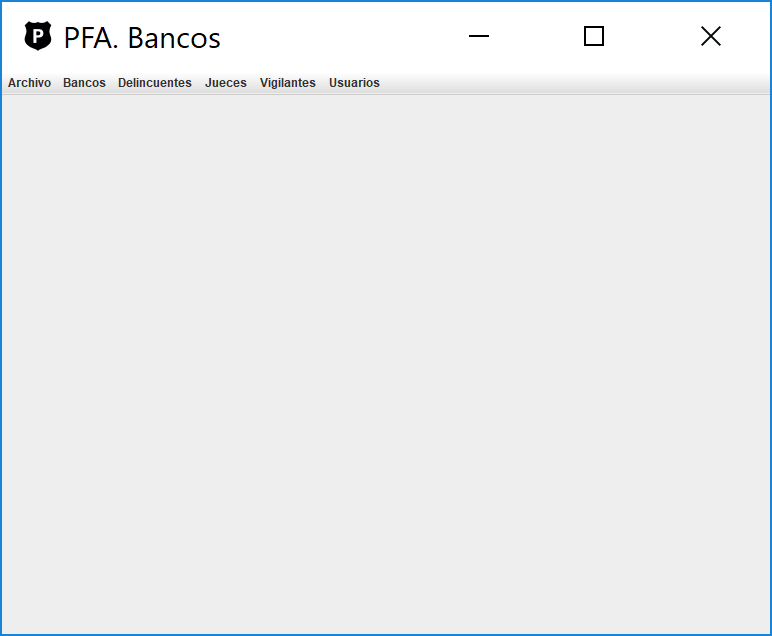 P PFA. Bancos
Archivo Bancos Delincuentes Jueces Vigilantes Usuarios